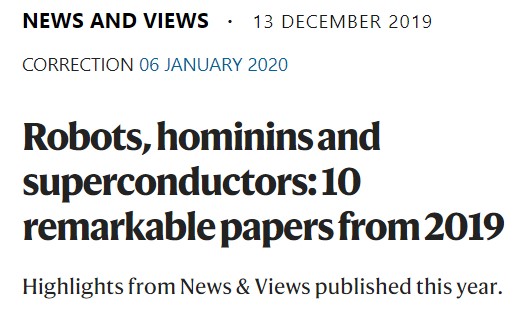 NEWS AND VIEWS · 13 DECEMBER 2019
CORRECTION 06 JANUARY 2020
Robots, hominins and
superconductors: 10
remarkable papers from 2019
Highlights from News & Views published this year.